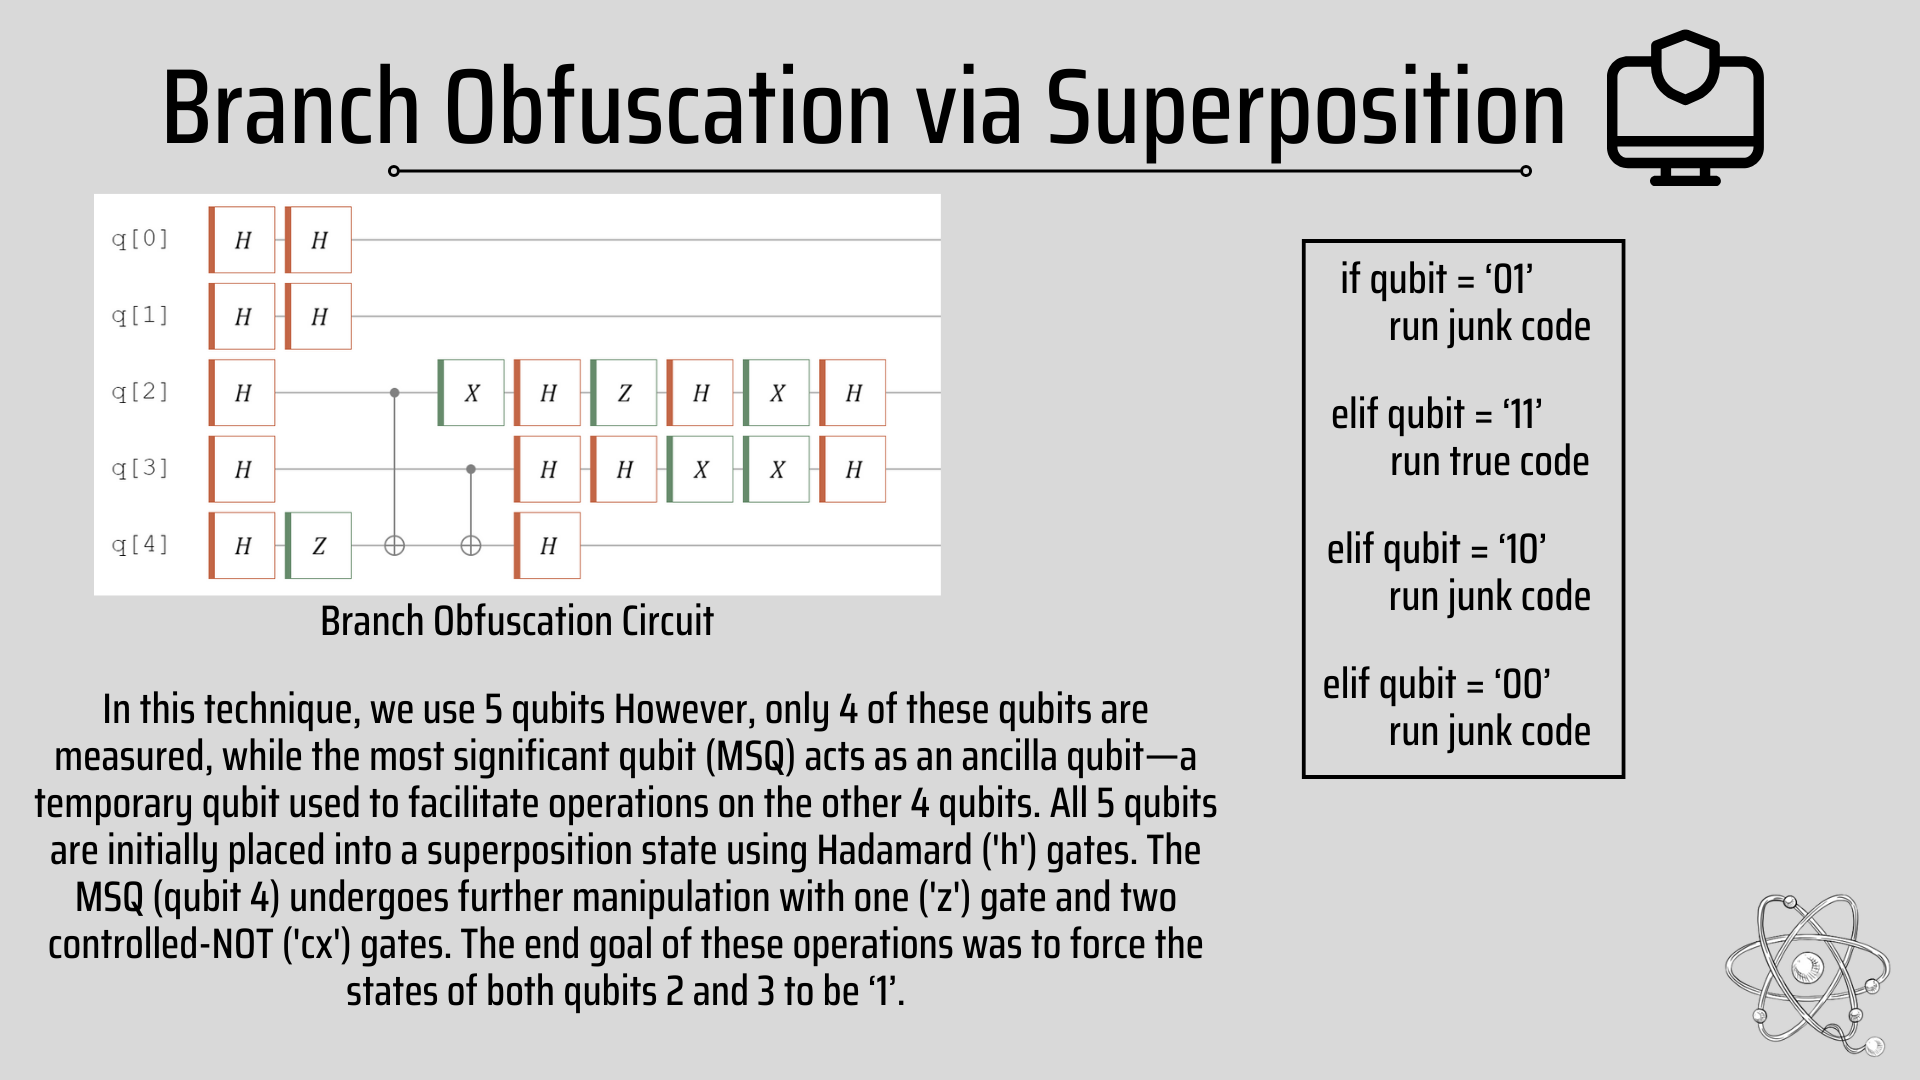 Branch Obfuscation via Superposition
q[0] H H
q[1] H H
q[2] H X H Z H X H
q[3] H H H X X H
q[4] H Z H
Branch Obfuscation Circuit
In this technique, we use 5 qubits However, only 4 of these qubits are
measured, while the most significant qubit (MSQ) acts as an ancilla qubit—a
temporary qubit used to facilitate operations on the other 4 qubits. All 5 qubits
are initially placed into a superposition state using Hadamard ('h') gates. The
MSQ (qubit 4) undergoes further manipulation with one ('z') gate and two
controlled-NOT ('cx') gates. The end goal of these operations was to force the
states of both qubits 2 and 3 to be ‘1’.
if qubit = ‘01’
run junk code
elif qubit = ‘11’
run true code
elif qubit = ‘10’
run junk code
elif qubit = ‘00’
run junk code